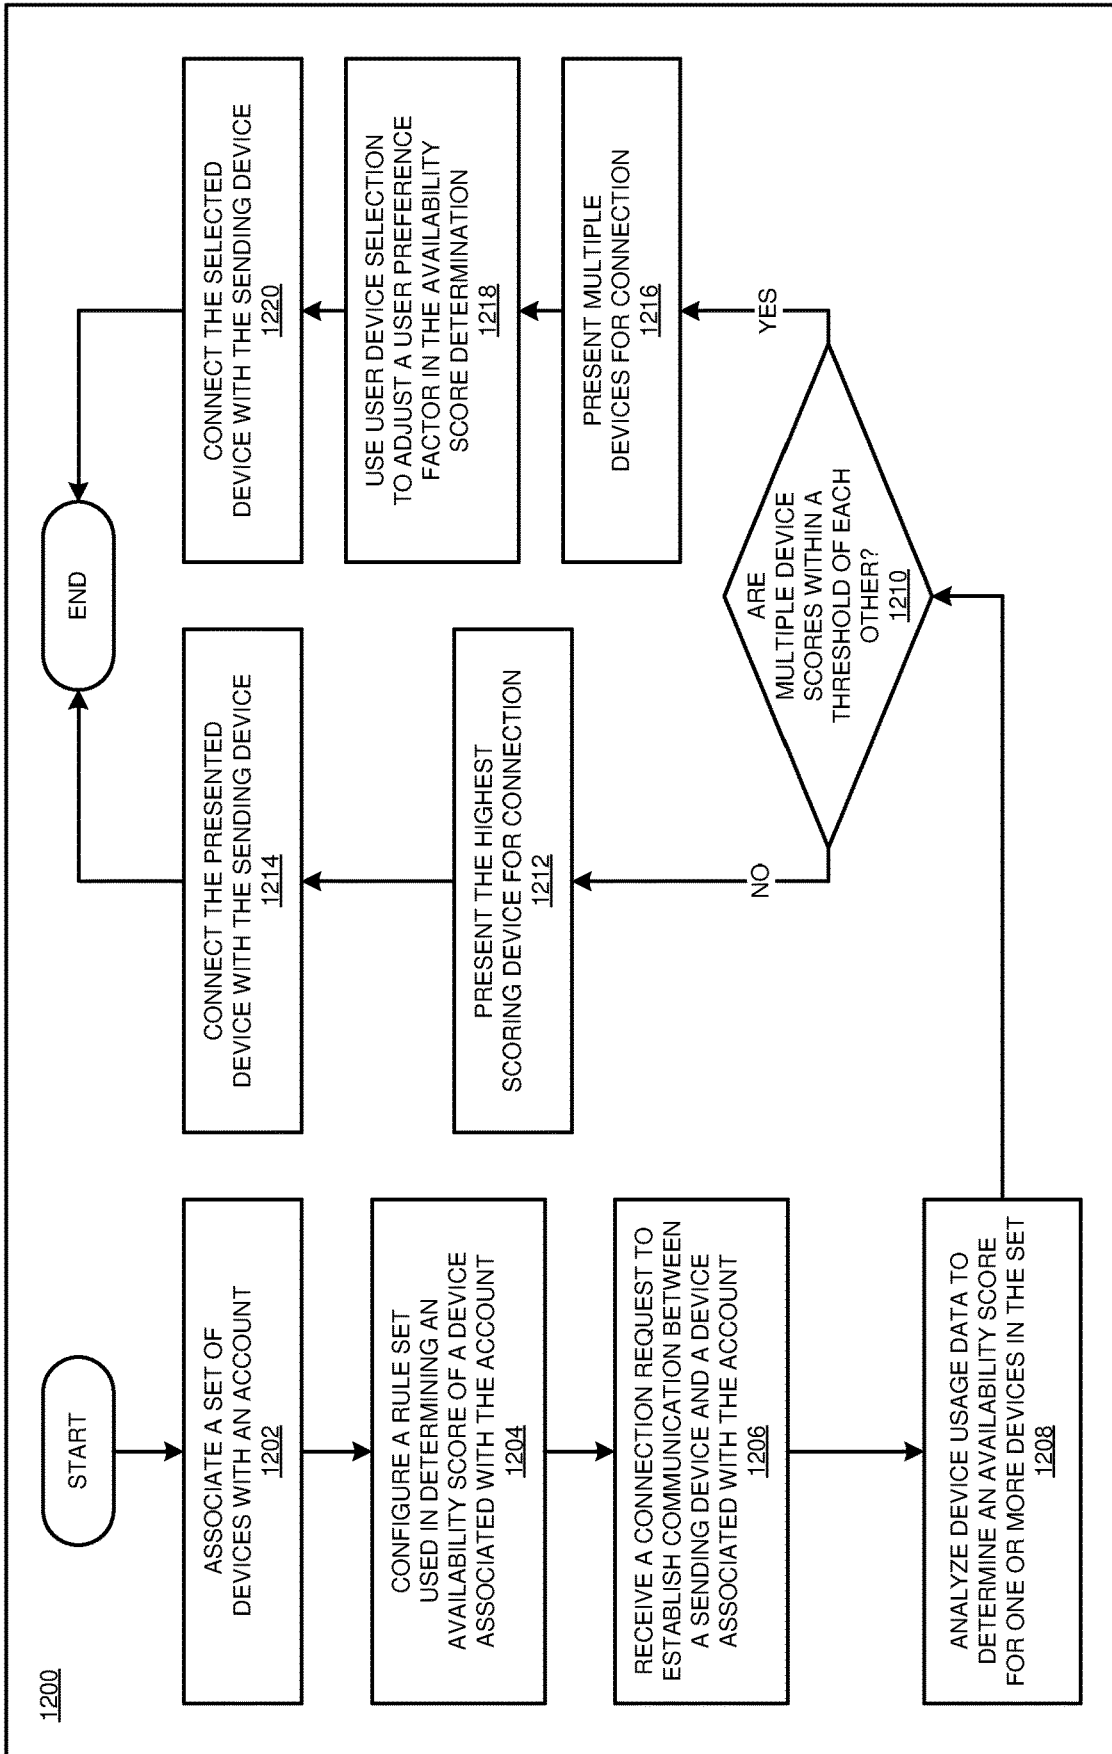 1200
START
ASSOCIATE A SET OF
DEVICES WITH AN ACCOUNT
1202
CONFIGURE A RULE SET
USED IN DETERMINING AN
AVAILABILITY SCORE OF A DEVICE
ASSOCIATED WITH THE ACCOUNT
1204
RECEIVE A CONNECTION REQUEST TO
ESTABLISH COMMUNICATION BETWEEN
A SENDING DEVICE AND A DEVICE
ASSOCIATED WITH THE ACCOUNT
1206
ANALYZE DEVICE USAGE DATA TO
DETERMINE AN AVAILABILITY SCORE
FOR ONE OR MORE DEVICES IN THE SET
1208
ARE
MULTIPLE DEVICE
SCORES WITHIN A
THRESHOLD OF EACH
OTHER?
1210
NO
PRESENT THE HIGHEST
SCORING DEVICE FOR CONNECTION
1212
CONNECT THE PRESENTED
DEVICE WITH THE SENDING DEVICE
1214
YES
PRESENT MULTIPLE
DEVICES FOR CONNECTION
1216
USE USER DEVICE SELECTION
TO ADJUST A USER PREFERENCE
FACTOR IN THE AVAILABILITY
SCORE DETERMINATION
1218
CONNECT THE SELECTED
DEVICE WITH THE SENDING DEVICE
1220
END